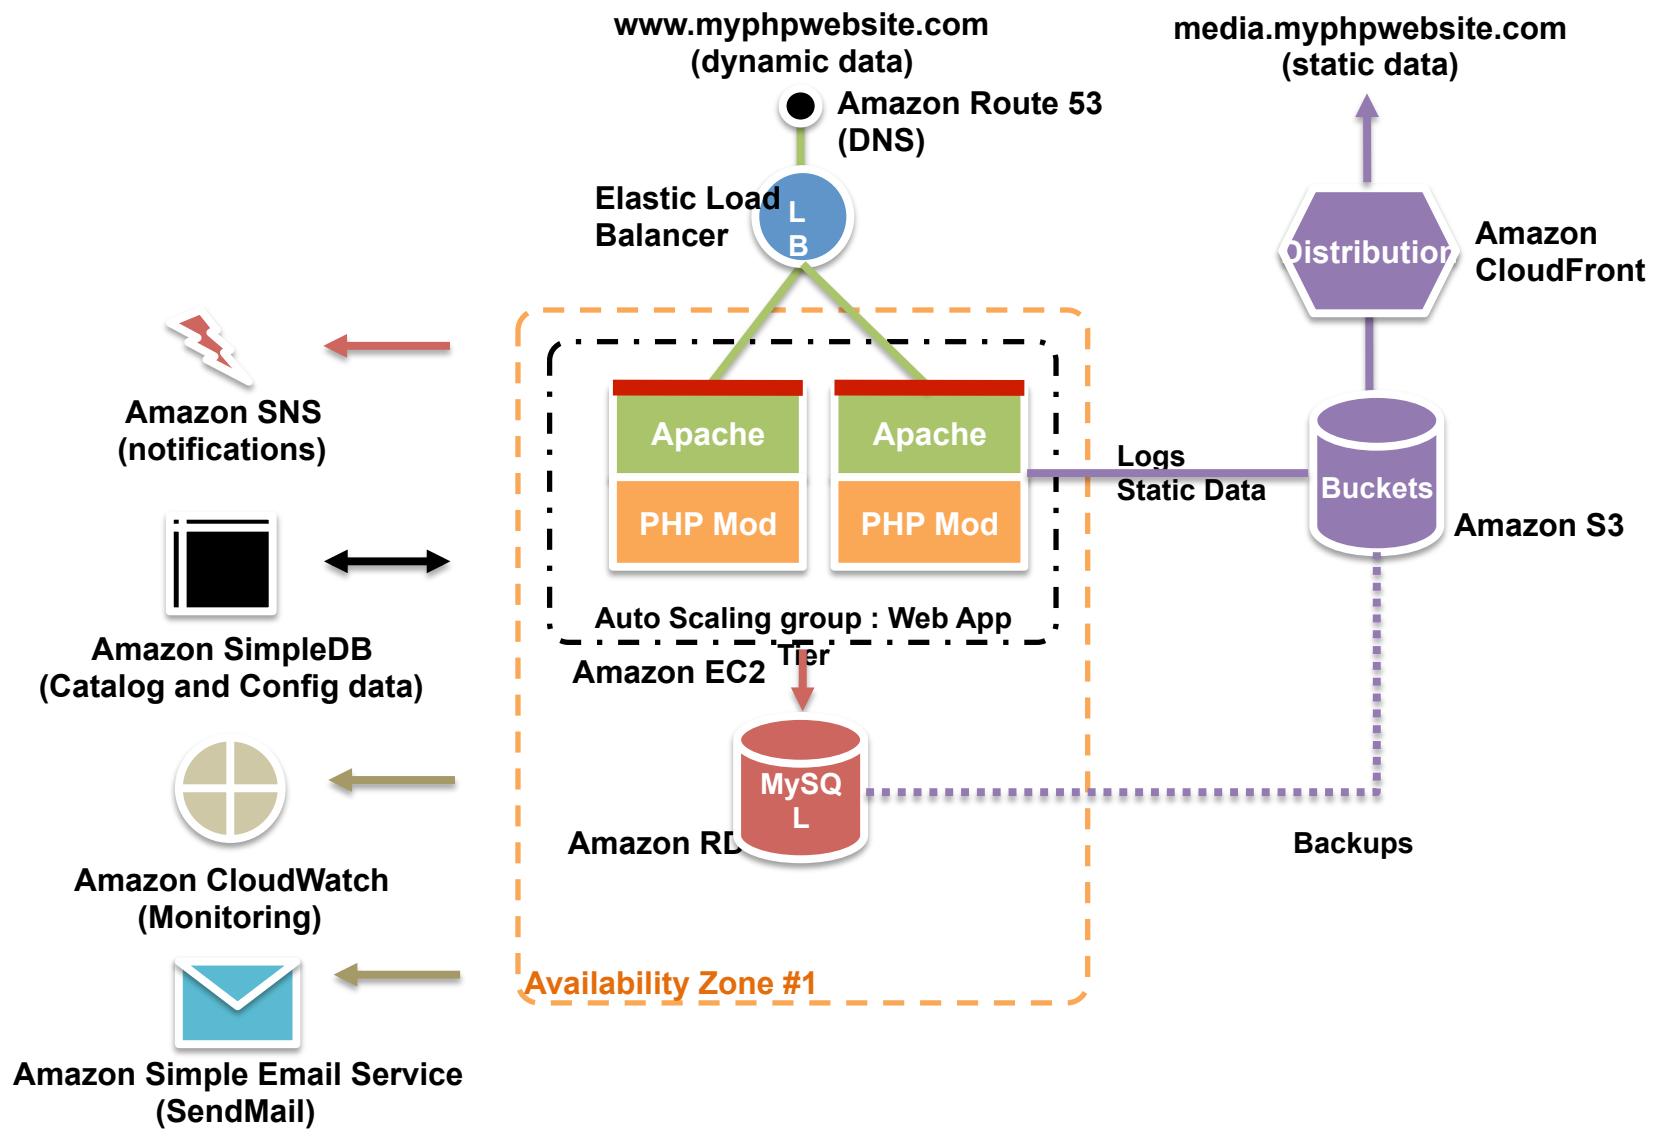 www.myphpwebsite.com
(dynamic data)
media.myphpwebsite.com
(static data)
Amazon Route 53
(DNS)
Elastic Load
Balancer
L
B
Distribution
Amazon
CloudFront
Amazon SNS
(notifications)
Apache
Apache
PHP Mod
PHP Mod
Logs
Static Data
Buckets
Amazon S3
Auto Scaling group : Web App
Tier
Amazon EC2
Amazon SimpleDB
(Catalog and Config data)
MySQ
L
Amazon RD
Backups
Amazon CloudWatch
(Monitoring)
Availability Zone #1
Amazon Simple Email Service
(SendMail)